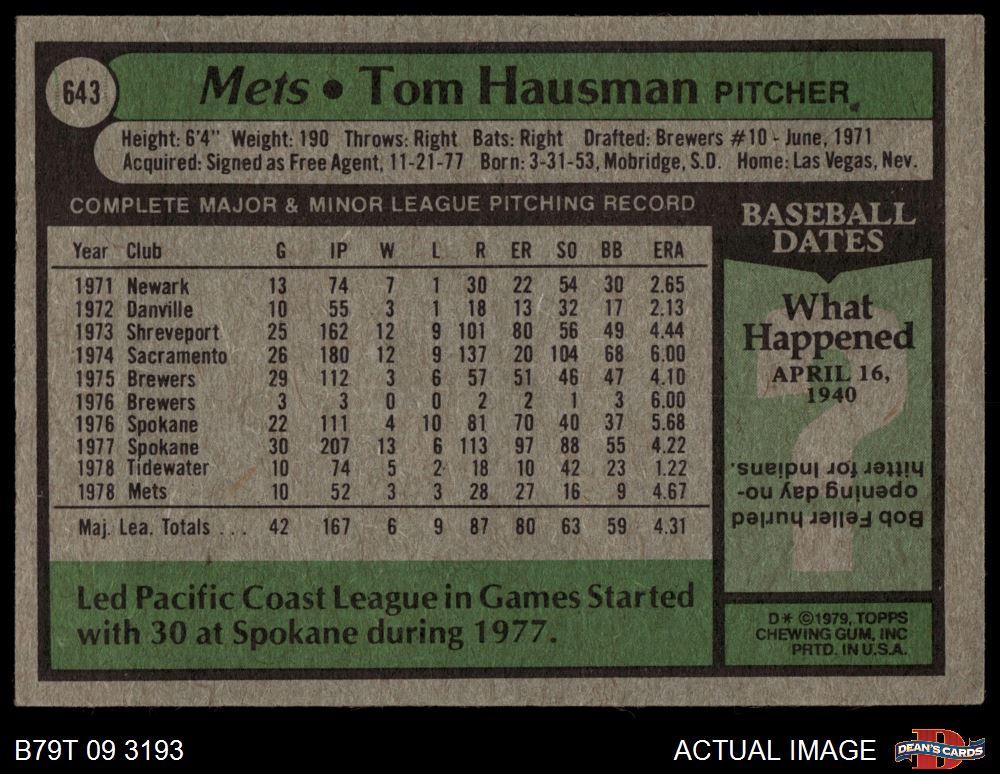 643
Mets • Tom Hausman PITCHER
Height: 6'4" Weight: 190 Throws: Right Bats: Right Drafted: Brewers #10 - June, 1971
Acquired: Signed as Free Agent, 11-21-77 Born: 3-31-53, Mobridge, S.D. Home: Las Vegas, Nev.
COMPLETE MAJOR & MINOR LEAGUE PITCHING RECORD
Year Club G IP W L R ER SO BB ERA
1971 Newark 13 74 7 1 30 22 54 30 2.65
1972 Danville 10 55 3 1 18 13 32 17 2.13
1973 Shreveport 25 162 12 9 101 80 56 49 4.44
1974 Sacramento 26 180 12 9 137 20 104 68 6.00
1975 Brewers 29 112 3 6 57 51 46 47 4.10
1976 Brewers 3 3 0 0 2 2 1 3 6.00
1976 Spokane 22 111 4 10 81 70 40 37 5.68
1977 Spokane 30 207 13 6 113 97 88 55 4.22
1978 Tidewater 10 74 5 2 18 10 42 23 1.22
1978 Mets 10 52 3 3 28 27 16 9 4.67
Maj. Lea. Totals ... 42 167 6 9 87 80 63 59 4.31
Led Pacific Coast League in Games Started
with 30 at Spokane during 1977.
BASEBALL
DATES
What
Happened
APRIL 16,
1940
?
Bob Feller hurled
opening day no-
hitter for Indians.
D* ©1979, TOPPS
CHEWING GUM, INC
PRTD. IN U.S.A.
B79T 09 3193
ACTUAL IMAGE
D
DEAN'S CARDS